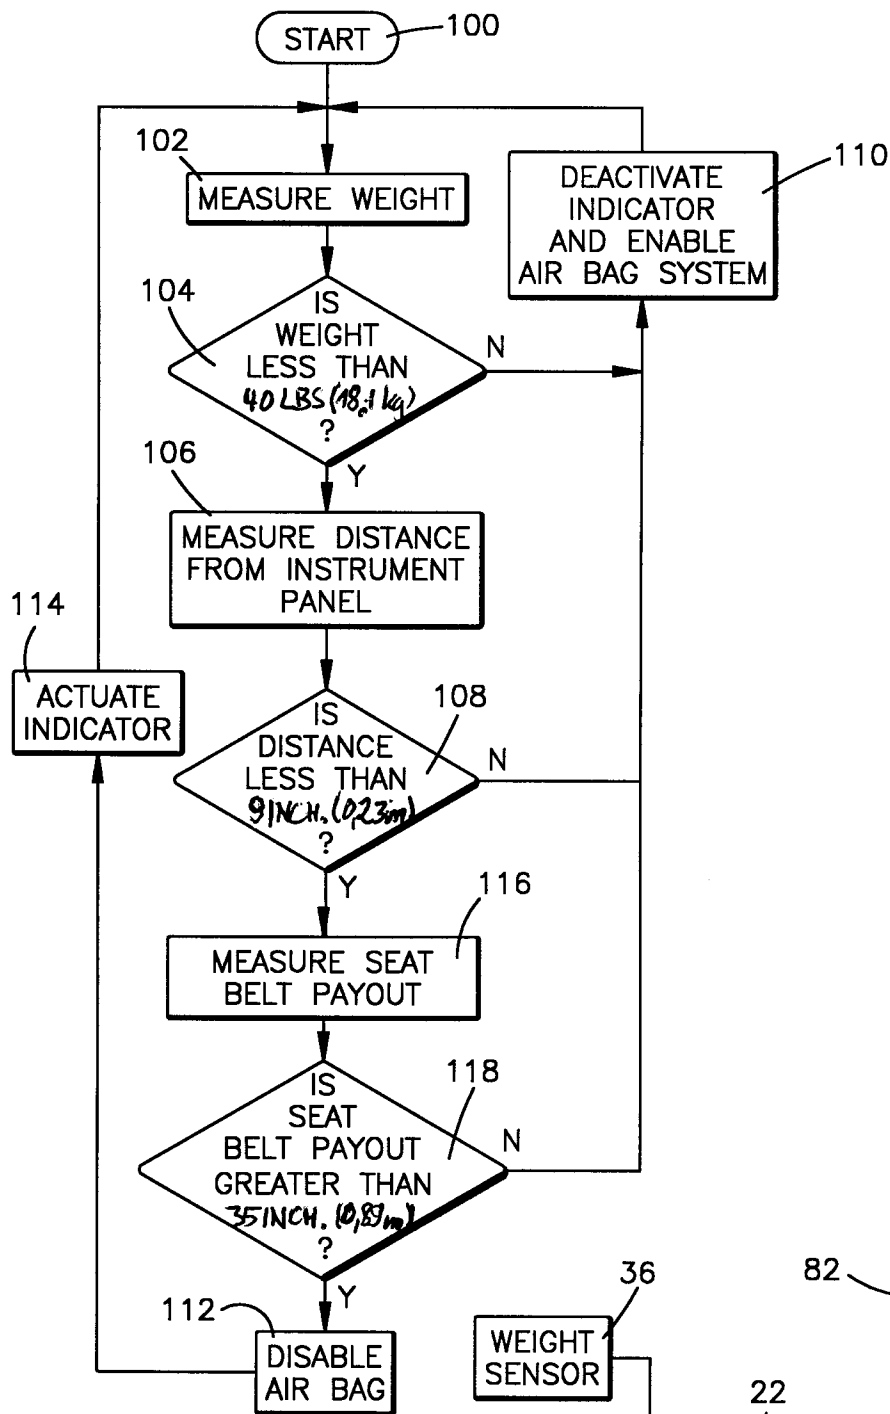 START
100
102
MEASURE WEIGHT
DEACTIVATE
INDICATOR
AND ENABLE
AIR BAG SYSTEM
110
104
IS
WEIGHT
LESS THAN
40 LBS (18,1 kg)
?
N
Y
106
MEASURE DISTANCE
FROM INSTRUMENT
PANEL
114
ACTUATE
INDICATOR
108
IS
DISTANCE
LESS THAN
9 INCH. (0,23m)
?
N
Y
116
MEASURE SEAT
BELT PAYOUT
118
IS
SEAT
BELT PAYOUT
GREATER THAN
35 INCH. (0,89m)
?
N
Y
112
DISABLE
AIR BAG
36
WEIGHT
SENSOR
82
22